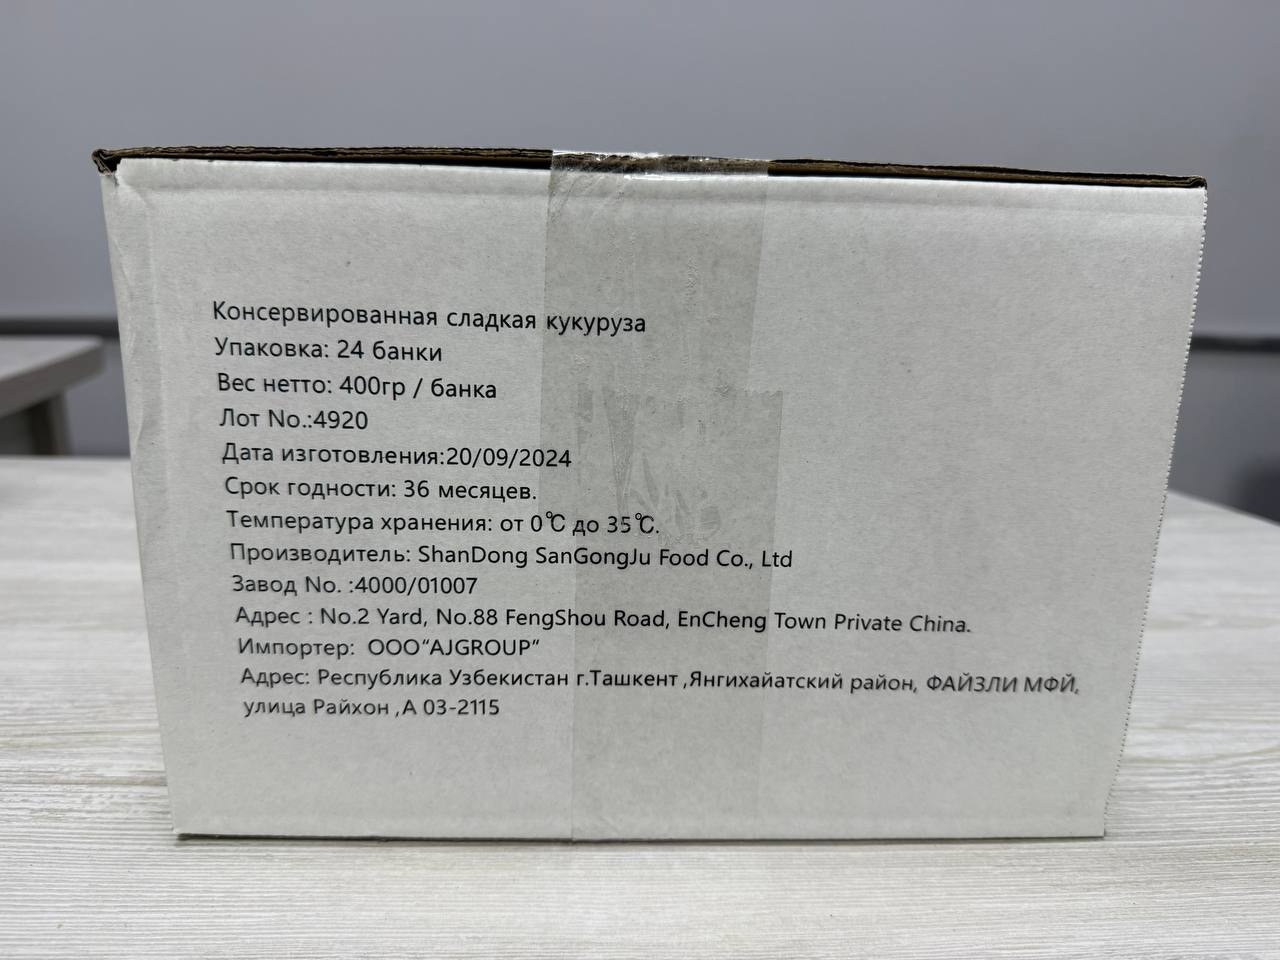 Консервированная сладкая кукуруза
Упаковка: 24 банки
Вес нетто: 400гр / банка
Лот No.:4920
Дата изготовления:20/09/2024
Срок годности: 36 месяцев.
Температура хранения: от 0℃ до 35℃.
Производитель: ShanDong SanGongJu Food Co., Ltd
Завод No. :4000/01007
Адрес : No.2 Yard, No.88 FengShou Road, EnCheng Town Private China.
Импортер: ООО“AJGROUP”
Адрес: Республика Узбекистан г.Ташкент ,Янгихайатский район, ФАЙЗЛИ МФЙ,
улица Райхон ,А 03-2115